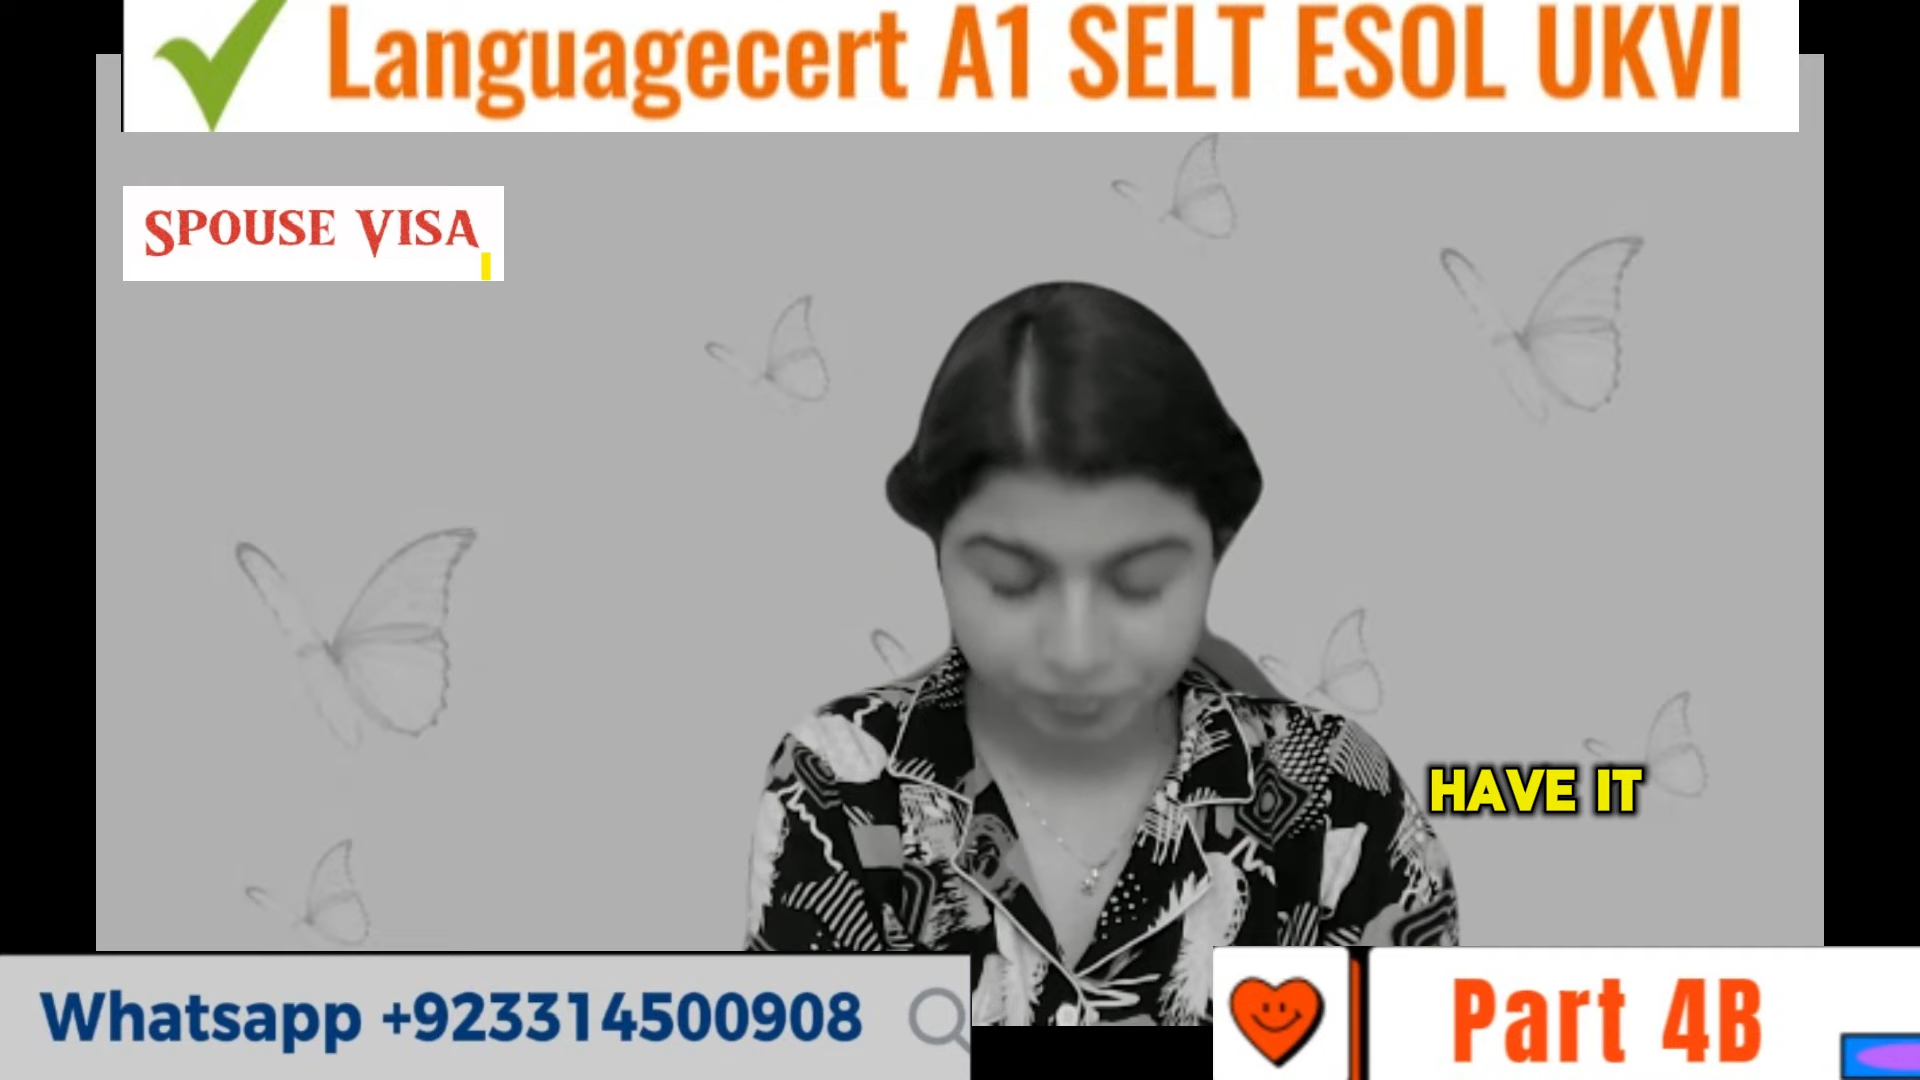 Languagecert A1 SELT ESOL UKVI
SPOUSE VISA
HAVE IT
Whatsapp +923314500908
Part 4B